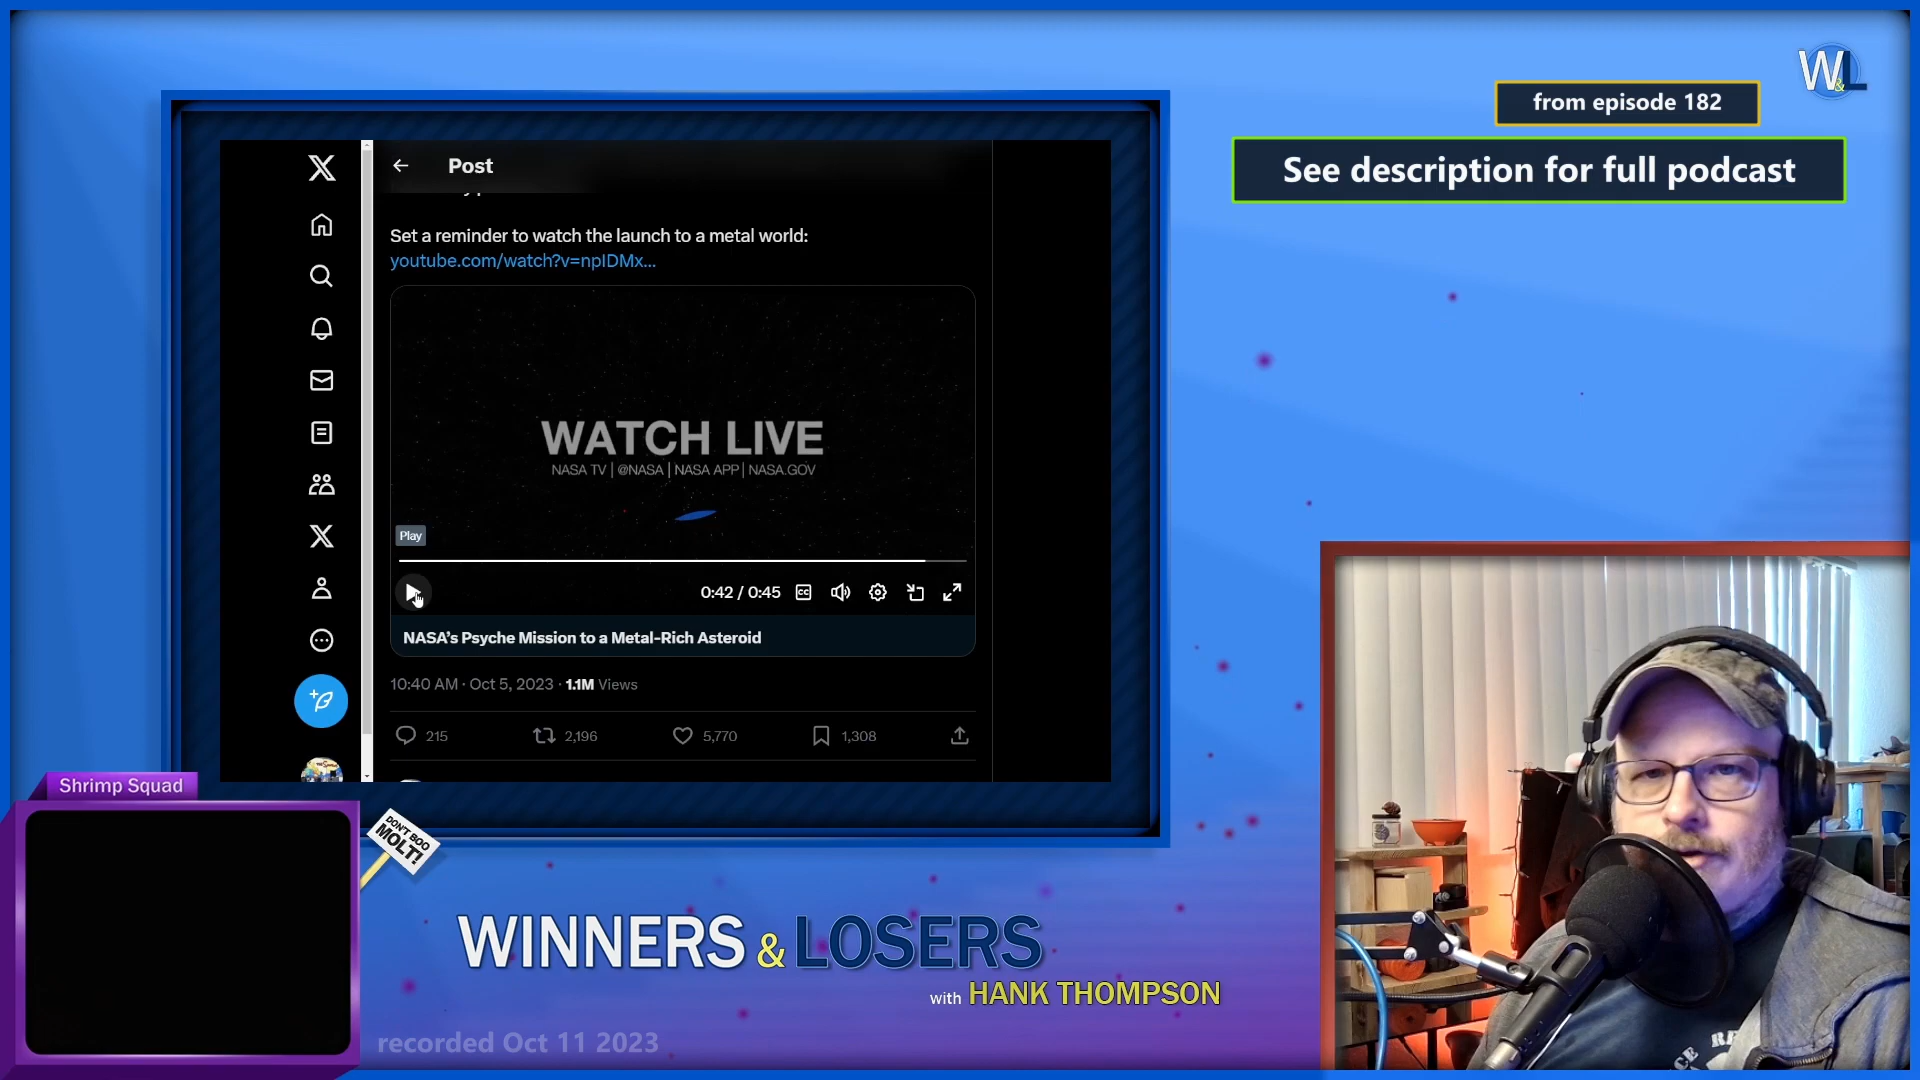 W&L
from episode 182
See description for full podcast
Post
Set a reminder to watch the launch to a metal world:
youtube.com/watch?v=npIDMx...
WATCH LIVE
NASA TV | @NASA | NASA APP | NASA.GOV
Play
0:42 / 0:45
CC
NASA's Psyche Mission to a Metal-Rich Asteroid
10:40 AM · Oct 5, 2023 · 1.1M Views
215 2,196 5,770 1,308
Shrimp Squad
DON'T BOO
MOLT!
WINNERS & LOSERS
with HANK THOMPSON
recorded Oct 11 2023